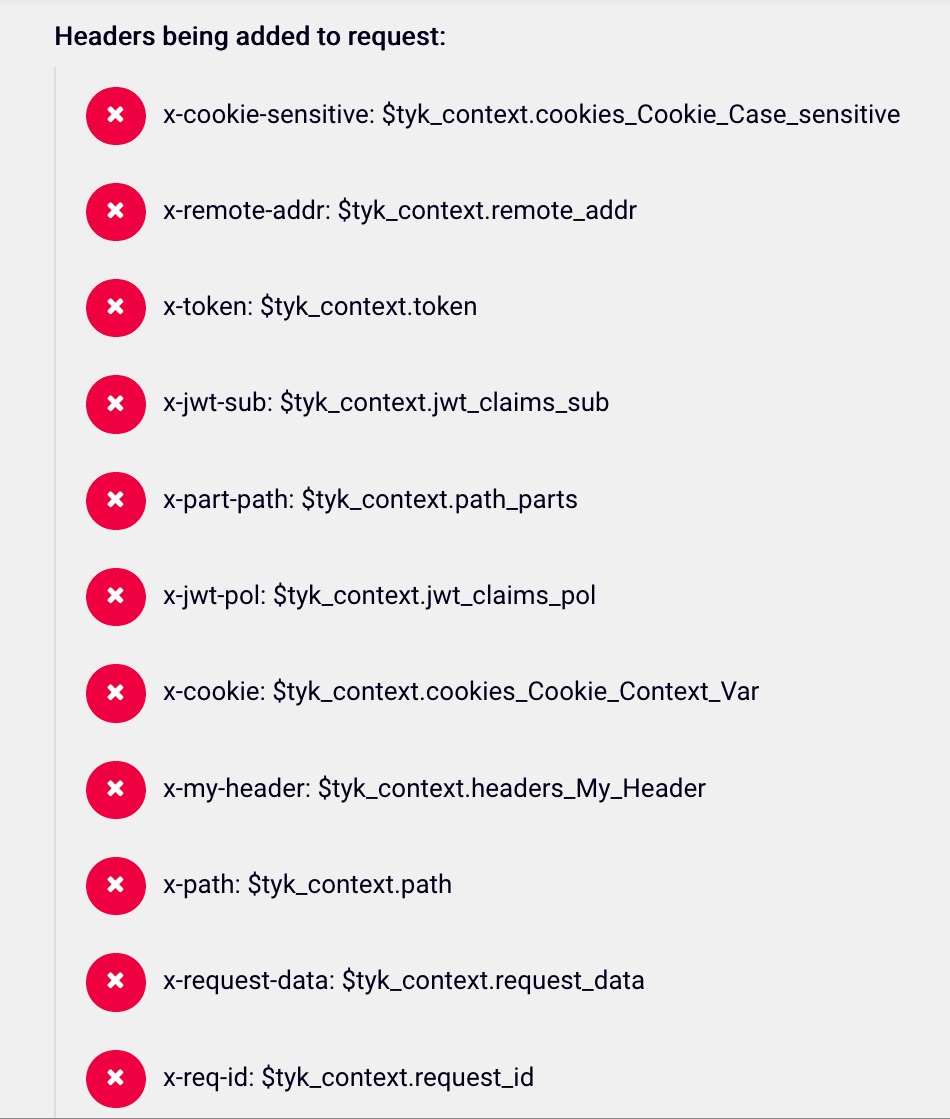 Headers being added to request:
x-cookie-sensitive: $tyk_context.cookies_Cookie_Case_sensitive
x-remote-addr: $tyk_context.remote_addr
x-token: $tyk_context.token
x-jwt-sub: $tyk_context.jwt_claims_sub
x-part-path: $tyk_context.path_parts
x-jwt-pol: $tyk_context.jwt_claims_pol
x-cookie: $tyk_context.cookies_Cookie_Context_Var
x-my-header: $tyk_context.headers_My_Header
x-path: $tyk_context.path
x-request-data: $tyk_context.request_data
x-req-id: $tyk_context.request_id